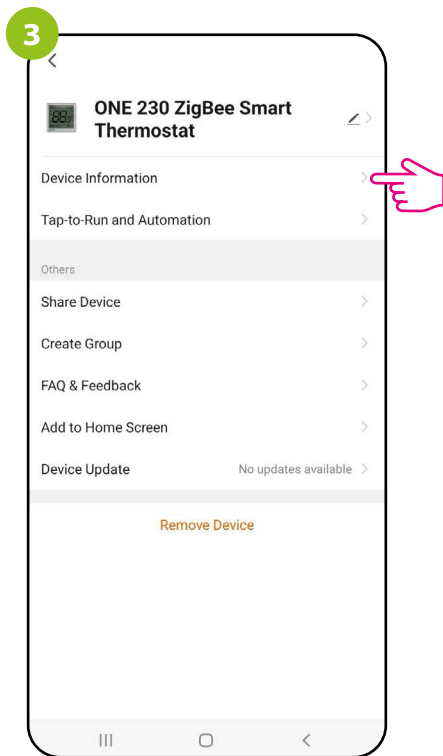 3
ONE 230 ZigBee Smart
Thermostat
Device Information
Tap-to-Run and Automation
Others
Share Device
Create Group
FAQ & Feedback
Add to Home Screen
Device Update No updates available
Remove Device